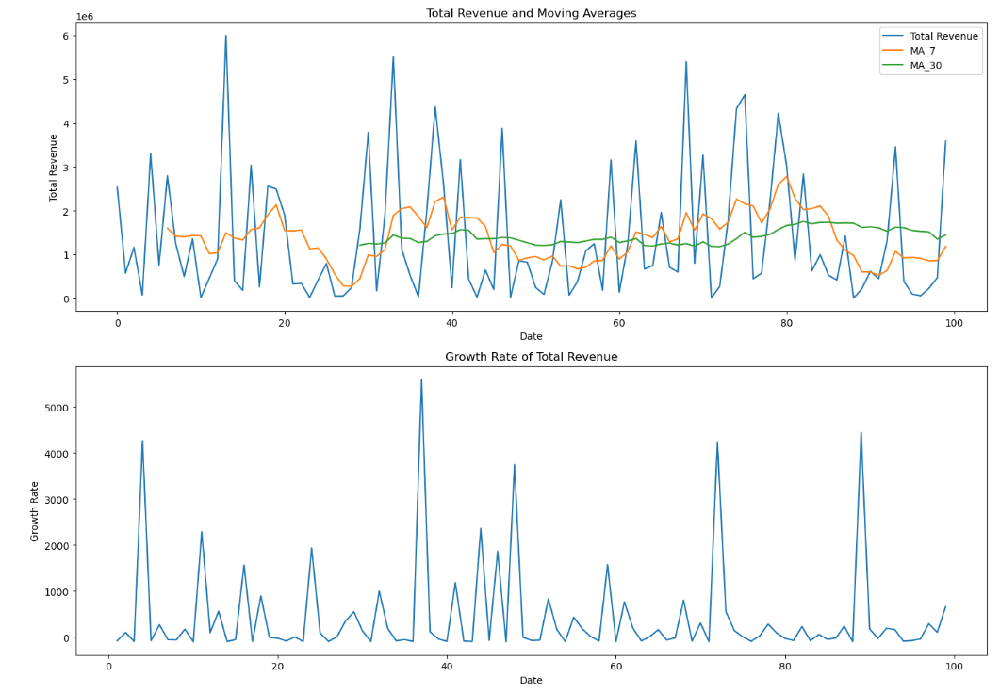 Total Revenue and Moving Averages
1e6
Total Revenue
MA_7
MA_30
6
5
4
3
2
1
0
Total Revenue
0 20 40 60 80 100
Date
Growth Rate of Total Revenue
5000
4000
3000
2000
1000
0
Growth Rate
0 20 40 60 80 100
Date